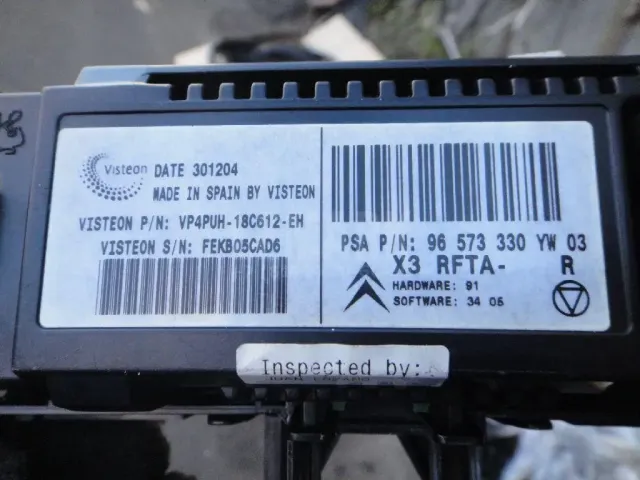 Visteon
DATE 301204
MADE IN SPAIN BY VISTEON
VISTEON P/N: VP4PUH-18C612-EH
VISTEON S/N: FEKB05CAD6
PSA P/N: 96 573 330 YW 03
X3 RFTA- R
HARDWARE: 91
SOFTWARE: 34 05
Inspected by: